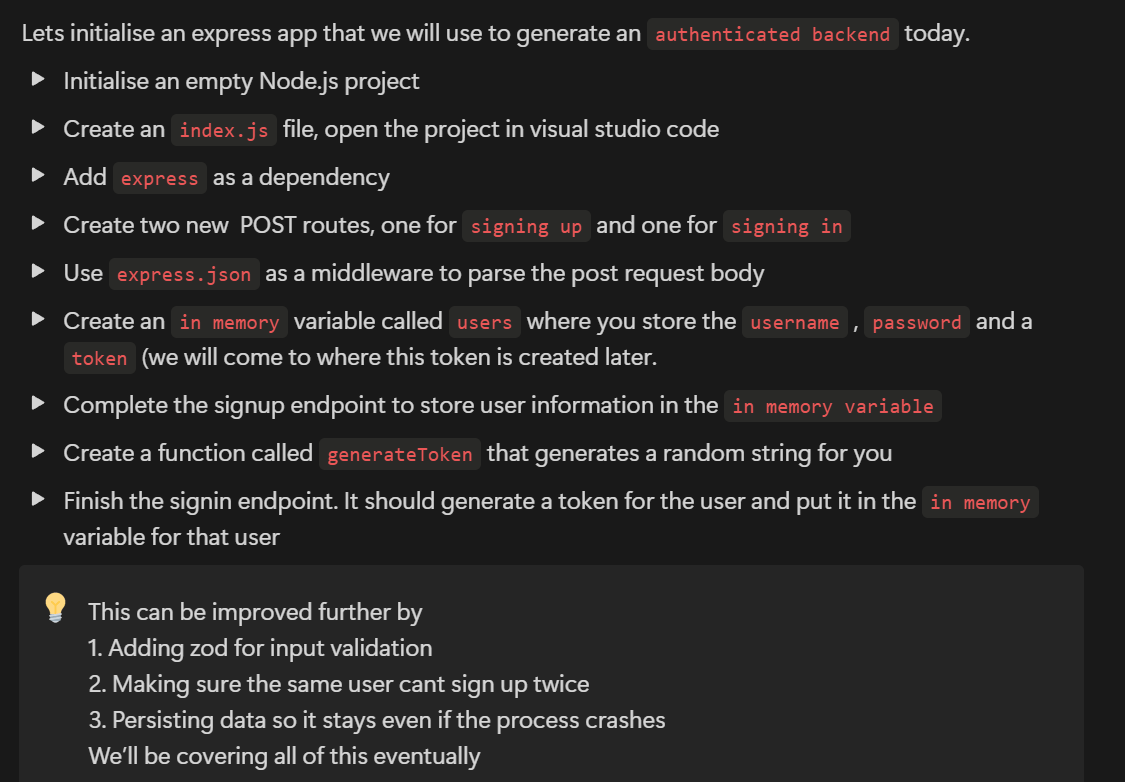 Lets initialise an express app that we will use to generate an authenticated backend today.
Initialise an empty Node.js project
Create an index.js file, open the project in visual studio code
Add express as a dependency
Create two new POST routes, one for signing up and one for signing in
Use express.json as a middleware to parse the post request body
Create an in memory variable called users where you store the username , password and a
token (we will come to where this token is created later.
Complete the signup endpoint to store user information in the in memory variable
Create a function called generateToken that generates a random string for you
Finish the signin endpoint. It should generate a token for the user and put it in the in memory
variable for that user
This can be improved further by
1. Adding zod for input validation
2. Making sure the same user cant sign up twice
3. Persisting data so it stays even if the process crashes
We’ll be covering all of this eventually